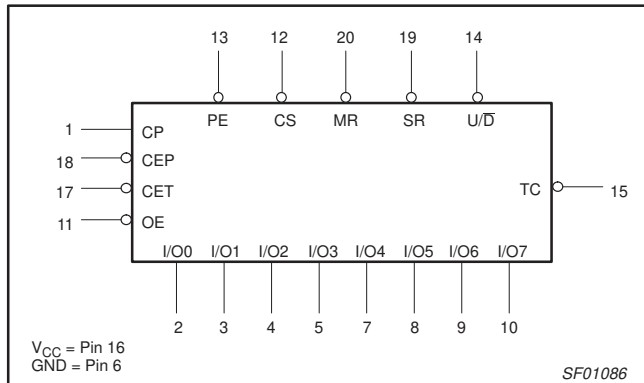 13 12 20 19 14
PE CS MR SR U/D̅
1 CP
18 CEP
17 CET
TC 15
11 OE
I/O0 I/O1 I/O2 I/O3 I/O4 I/O5 I/O6 I/O7
2 3 4 5 7 8 9 10
VCC = Pin 16
GND = Pin 6
SF01086